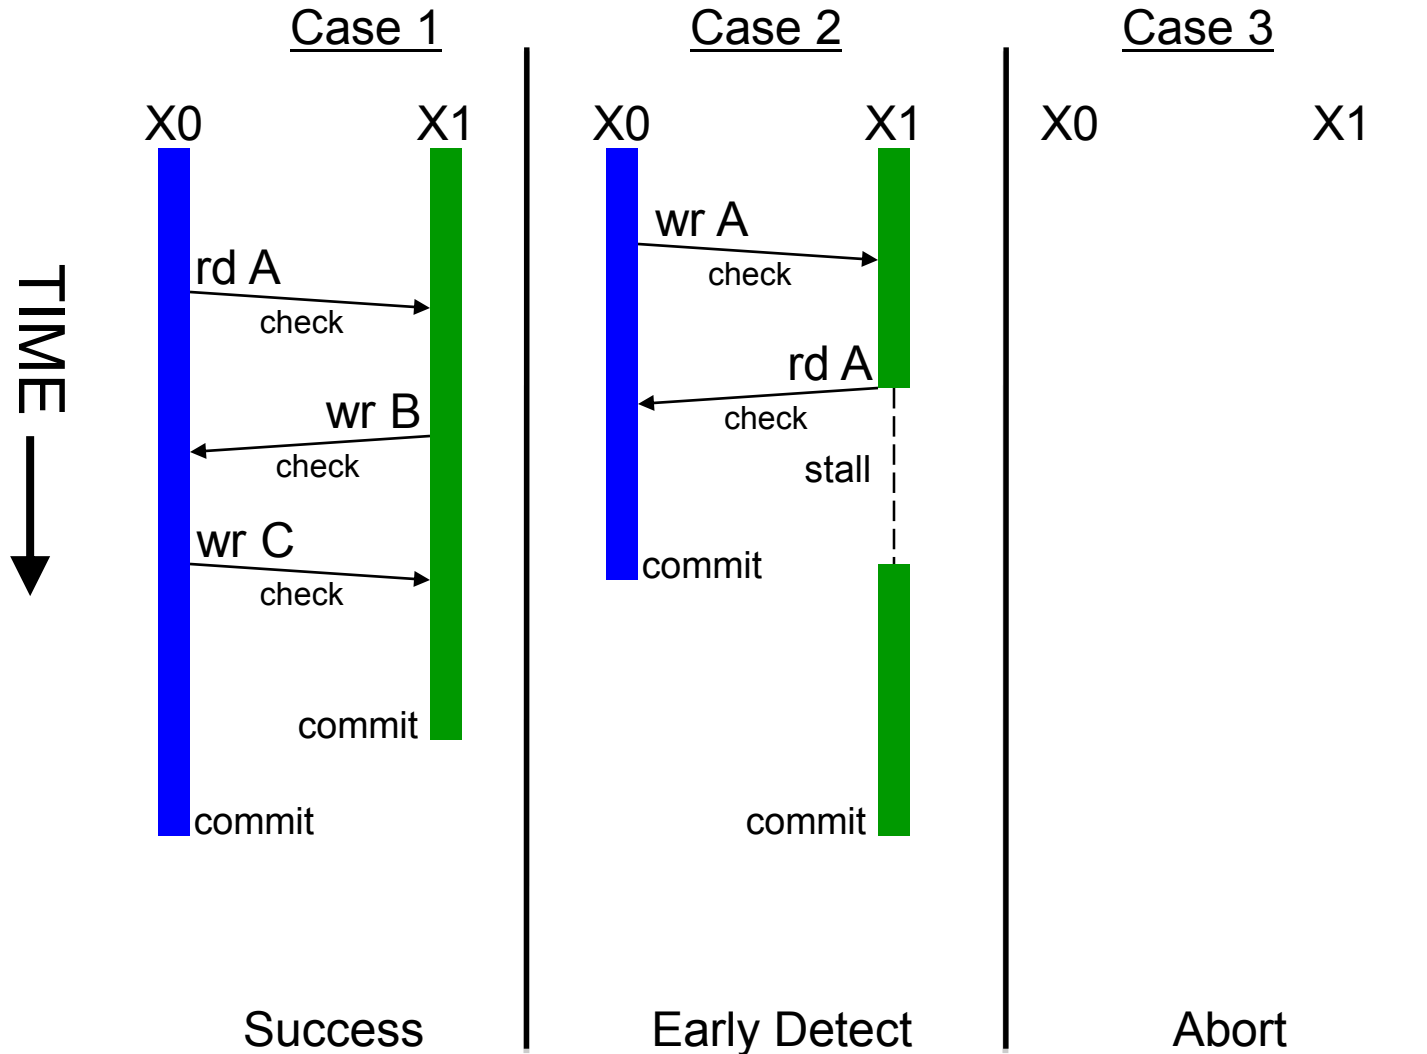 Case 1
Case 2
Case 3
X0
X1
X0
X1
X0
X1
TIME
rd A
check
wr B
check
wr C
check
commit
commit
wr A
check
rd A
check
stall
commit
commit
Success
Early Detect
Abort